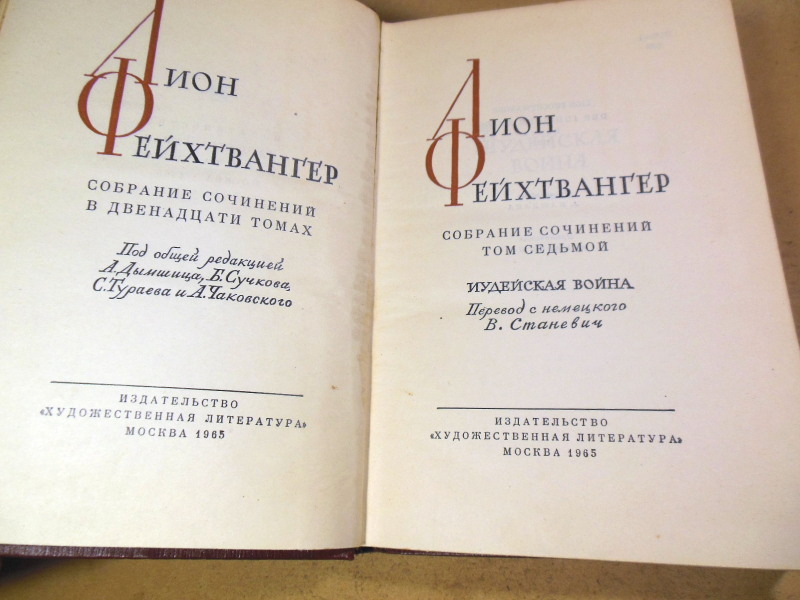 Лион
Фейхтвангер
СОБРАНИЕ СОЧИНЕНИЙ
В ДВЕНАДЦАТИ ТОМАХ
Под общей редакцией
А. Дымшица, Б. Сучкова,
С. Тураева и А. Чаковского
ИЗДАТЕЛЬСТВО
«ХУДОЖЕСТВЕННАЯ ЛИТЕРАТУРА»
МОСКВА 1965
Лион
Фейхтвангер
СОБРАНИЕ СОЧИНЕНИЙ
ТОМ СЕДЬМОЙ
ИУДЕЙСКАЯ ВОЙНА
Перевод с немецкого
В. Станевич
ИЗДАТЕЛЬСТВО
«ХУДОЖЕСТВЕННАЯ ЛИТЕРАТУРА»
МОСКВА 1965